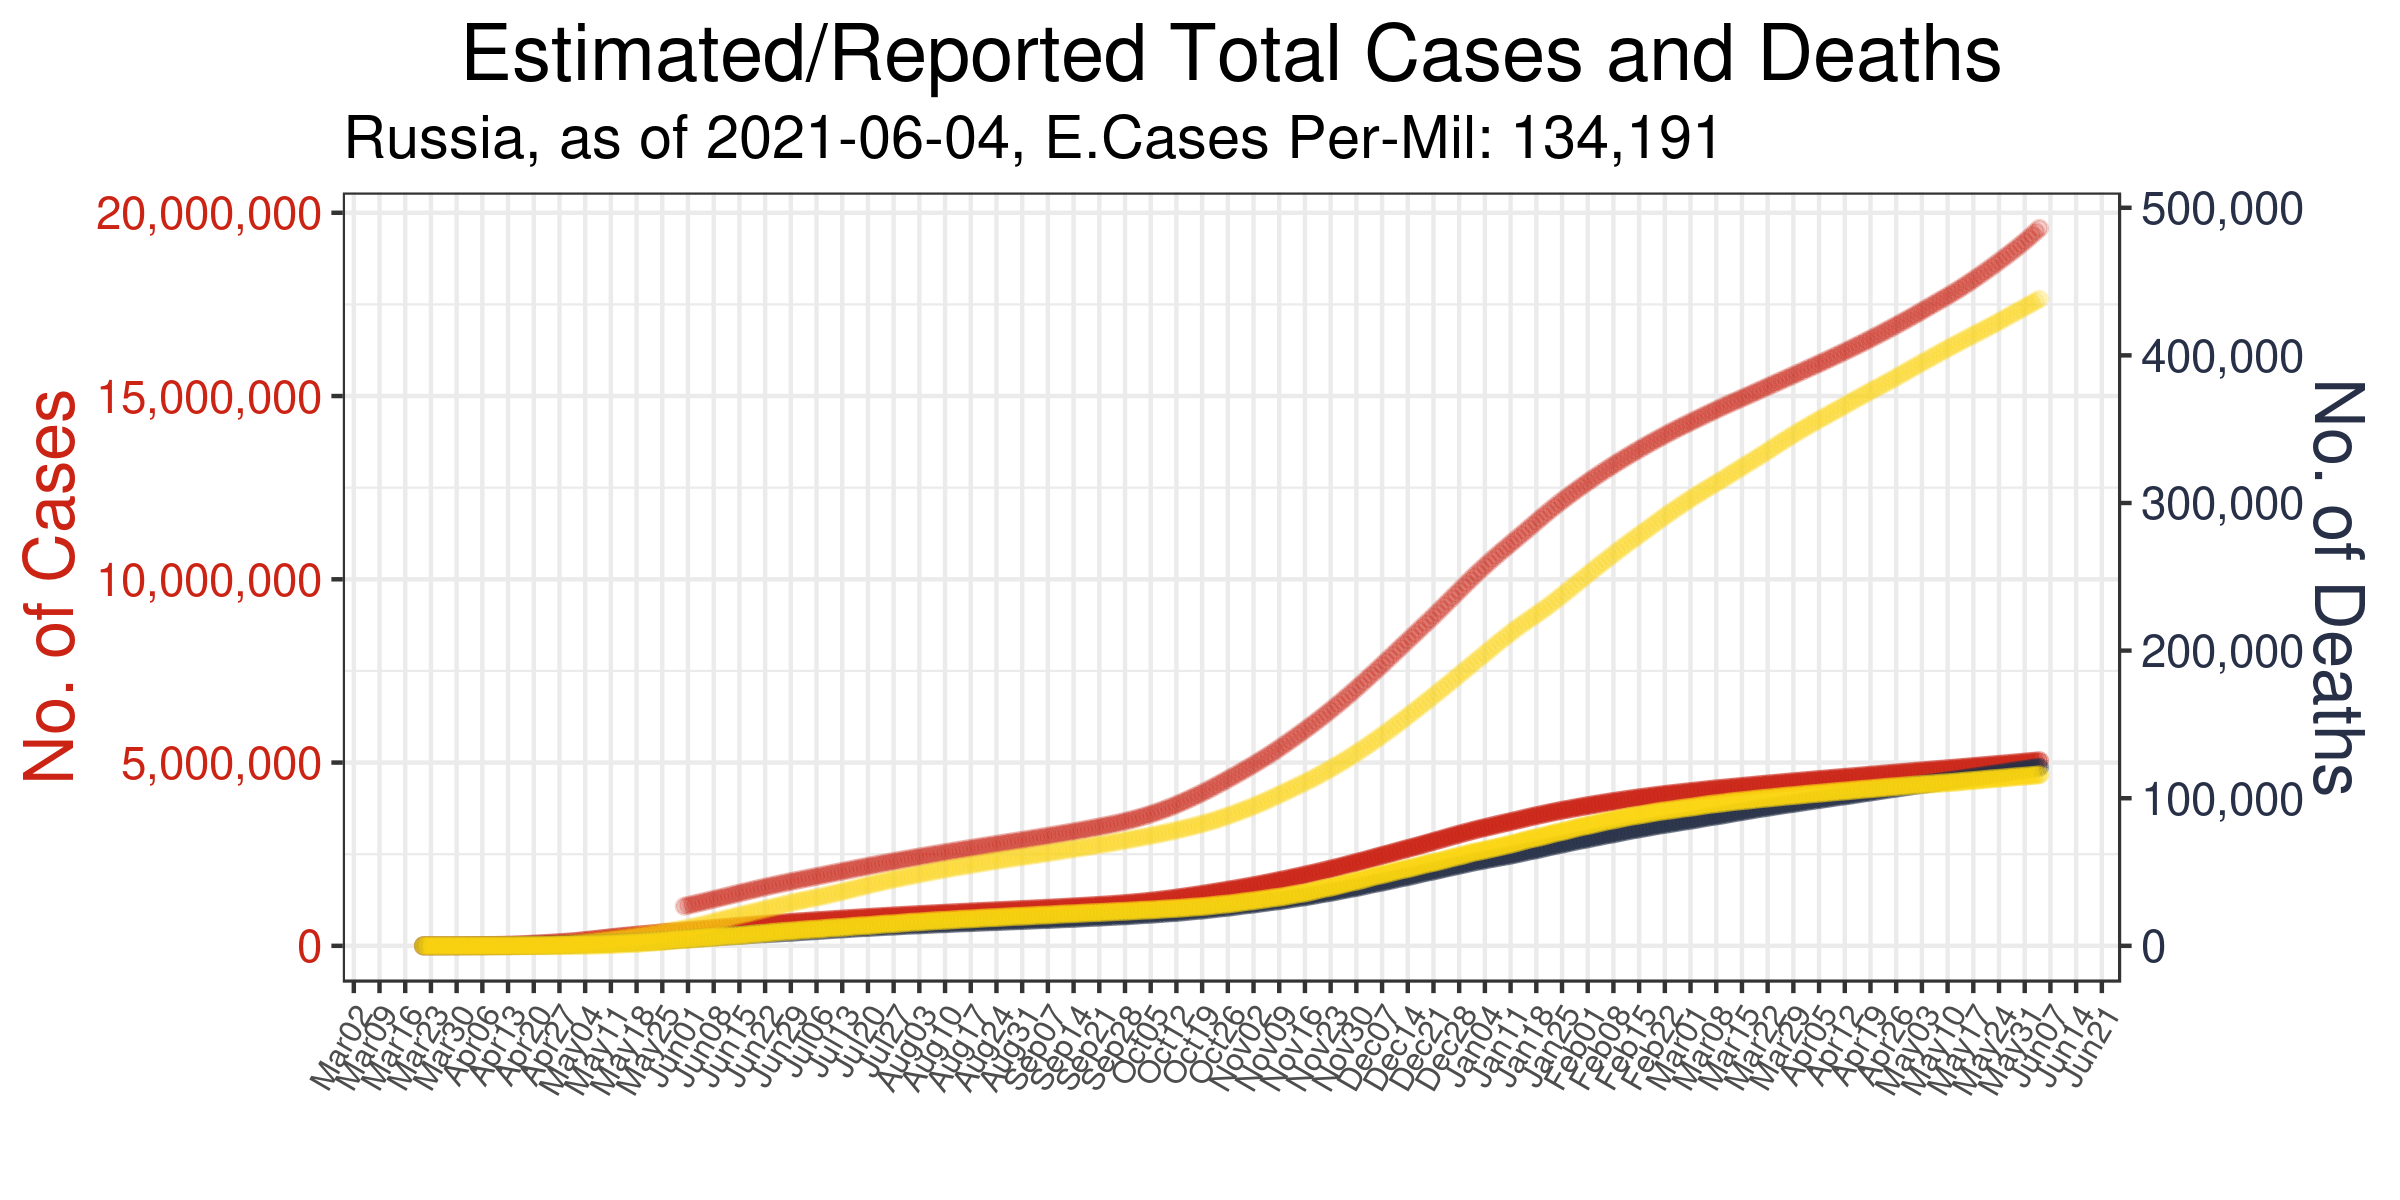 Estimated/Reported Total Cases and Deaths
Russia, as of 2021-06-04, E.Cases Per-Mil: 134,191
No. of Cases
20,000,000
15,000,000
10,000,000
5,000,000
0
500,000
400,000
300,000
200,000
100,000
0
No. of Deaths
Mar02
Mar09
Mar16
Mar23
Mar30
Apr06
Apr13
Apr20
Apr27
May04
May11
May18
May25
Jun01
Jun08
Jun15
Jun22
Jun29
Jul06
Jul13
Jul20
Jul27
Aug03
Aug10
Aug17
Aug24
Aug31
Sep07
Sep14
Sep21
Sep28
Oct05
Oct12
Oct19
Oct26
Nov02
Nov09
Nov16
Nov23
Nov30
Dec07
Dec14
Dec21
Dec28
Jan04
Jan11
Jan18
Jan25
Feb01
Feb08
Feb15
Feb22
Mar01
Mar08
Mar15
Mar22
Mar29
Apr05
Apr12
Apr19
Apr26
May03
May10
May17
May24
May31
Jun07
Jun14
Jun21